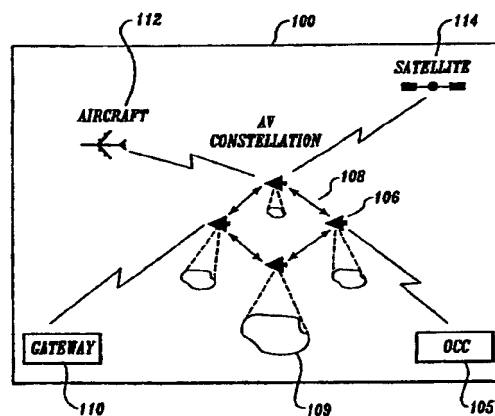 112
100
114
SATELLITE
AIRCRAFT
AV
CONSTELLATION
108
106
GATEWAY
OCC
110
109
105